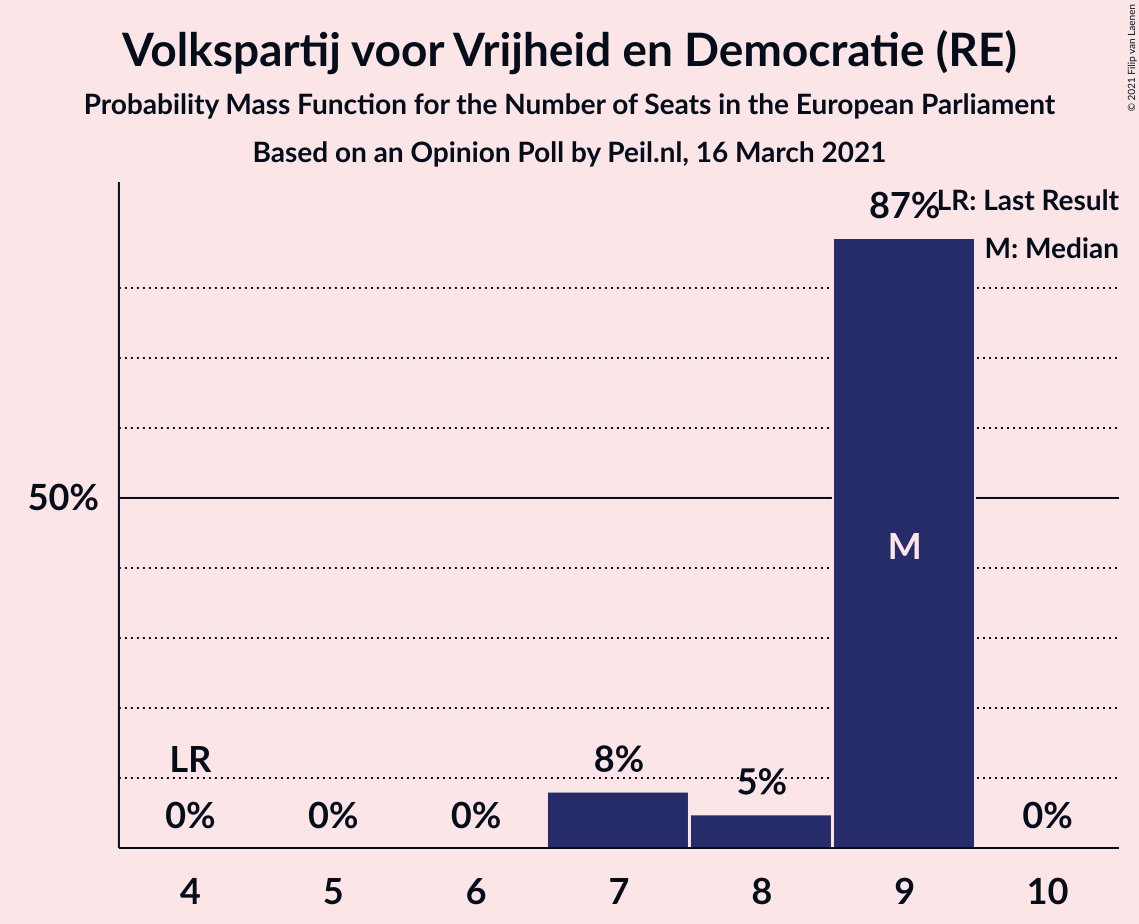 Volkspartij voor Vrijheid en Democratie (RE)
Probability Mass Function for the Number of Seats in the European Parliament
Based on an Opinion Poll by Peil.nl, 16 March 2021
© 2021 Filip van Laenen
87%
LR: Last Result
M: Median
50%
M
LR
8%
5%
0%
0%
0%
0%
4
5
6
7
8
9
10